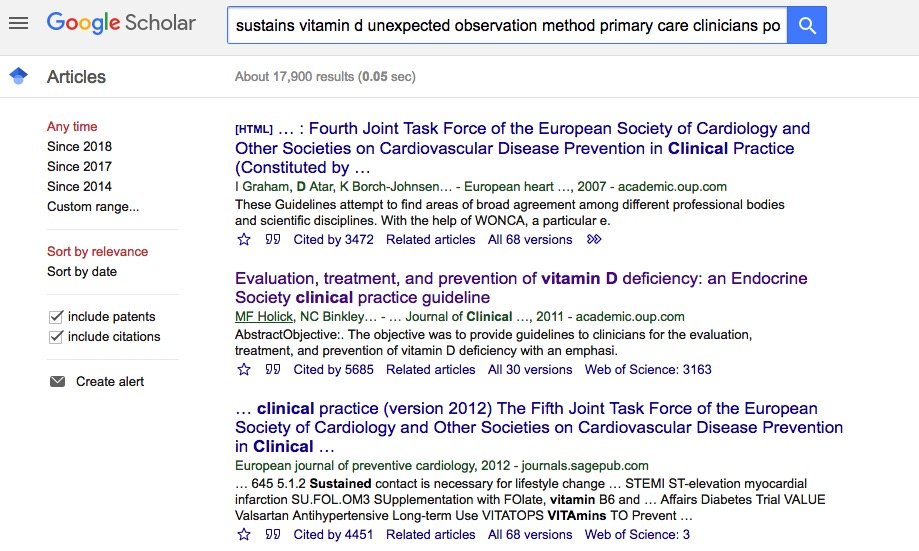 Google Scholar
sustains vitamin d unexpected observation method primary care clinicians po
Articles
About 17,900 results (0.05 sec)
Any time
Since 2018
Since 2017
Since 2014
Custom range...
Sort by relevance
Sort by date
include patents
include citations
Create alert
[HTML] … : Fourth Joint Task Force of the European Society of Cardiology and
Other Societies on Cardiovascular Disease Prevention in Clinical Practice
(Constituted by …
I Graham, D Atar, K Borch-Johnsen… - European heart …, 2007 - academic.oup.com
These Guidelines attempt to find areas of broad agreement among different professional bodies
and scientific disciplines. With the help of WONCA, a particular e.
Cited by 3472 Related articles All 68 versions
Evaluation, treatment, and prevention of vitamin D deficiency: an Endocrine
Society clinical practice guideline
MF Holick, NC Binkley… - … Journal of Clinical …, 2011 - academic.oup.com
AbstractObjective:. The objective was to provide guidelines to clinicians for the evaluation,
treatment, and prevention of vitamin D deficiency with an emphasi.
Cited by 5685 Related articles All 30 versions Web of Science: 3163
… clinical practice (version 2012) The Fifth Joint Task Force of the European
Society of Cardiology and Other Societies on Cardiovascular Disease Prevention
in Clinical …
European journal of preventive cardiology, 2012 - journals.sagepub.com
… 645 5.1.2 Sustained contact is necessary for lifestyle change … STEMI ST-elevation myocardial
infarction SU.FOL.OM3 SUpplementation with FOlate, vitamin B6 and … Affairs Diabetes Trial VALUE
Valsartan Antihypertensive Long-term Use VITATOPS VITAmins TO Prevent …
Cited by 4451 Related articles All 68 versions Web of Science: 3